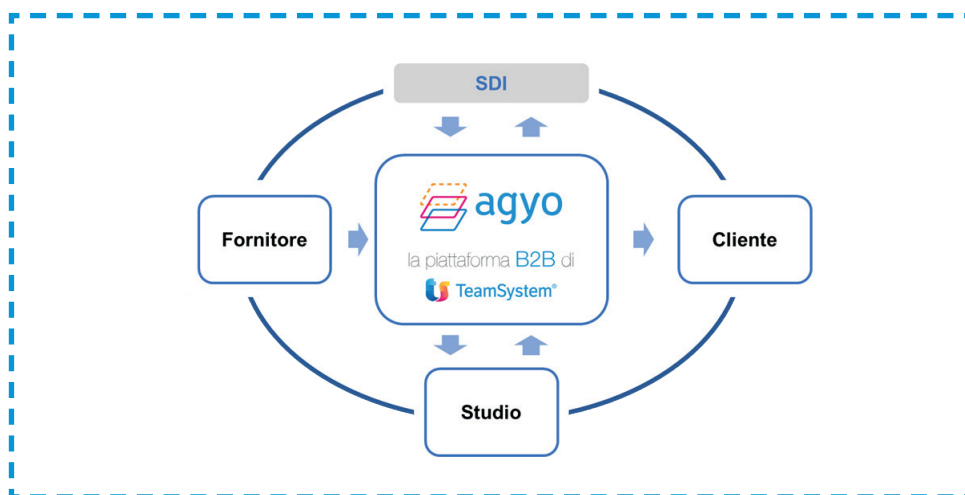 SDI
agyo
Fornitore
Cliente
la piattaforma B2B di
TeamSystem®
Studio